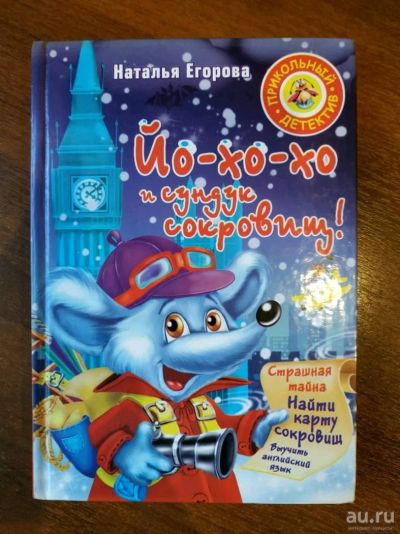 Наталья Егорова
ПРИКОЛЬНЫЙ
ДЕТЕКТИВ
Йо-хо-хо
и сундук
сокровищ!
Страшная
тайна
Найти
карту
сокровищ
Выучить
английский
язык
au.ru